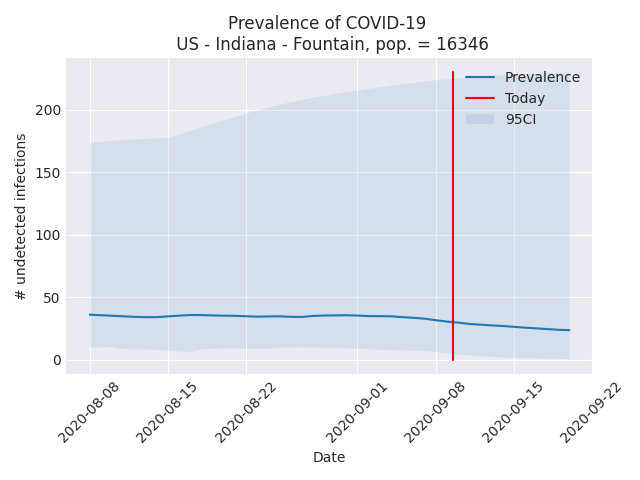 Prevalence of COVID-19
US - Indiana - Fountain, pop. = 16346
Prevalence
Today
95CI
# undetected infections
200
150
100
50
0
2020-08-08
2020-08-15
2020-08-22
2020-09-01
2020-09-08
2020-09-15
2020-09-22
Date